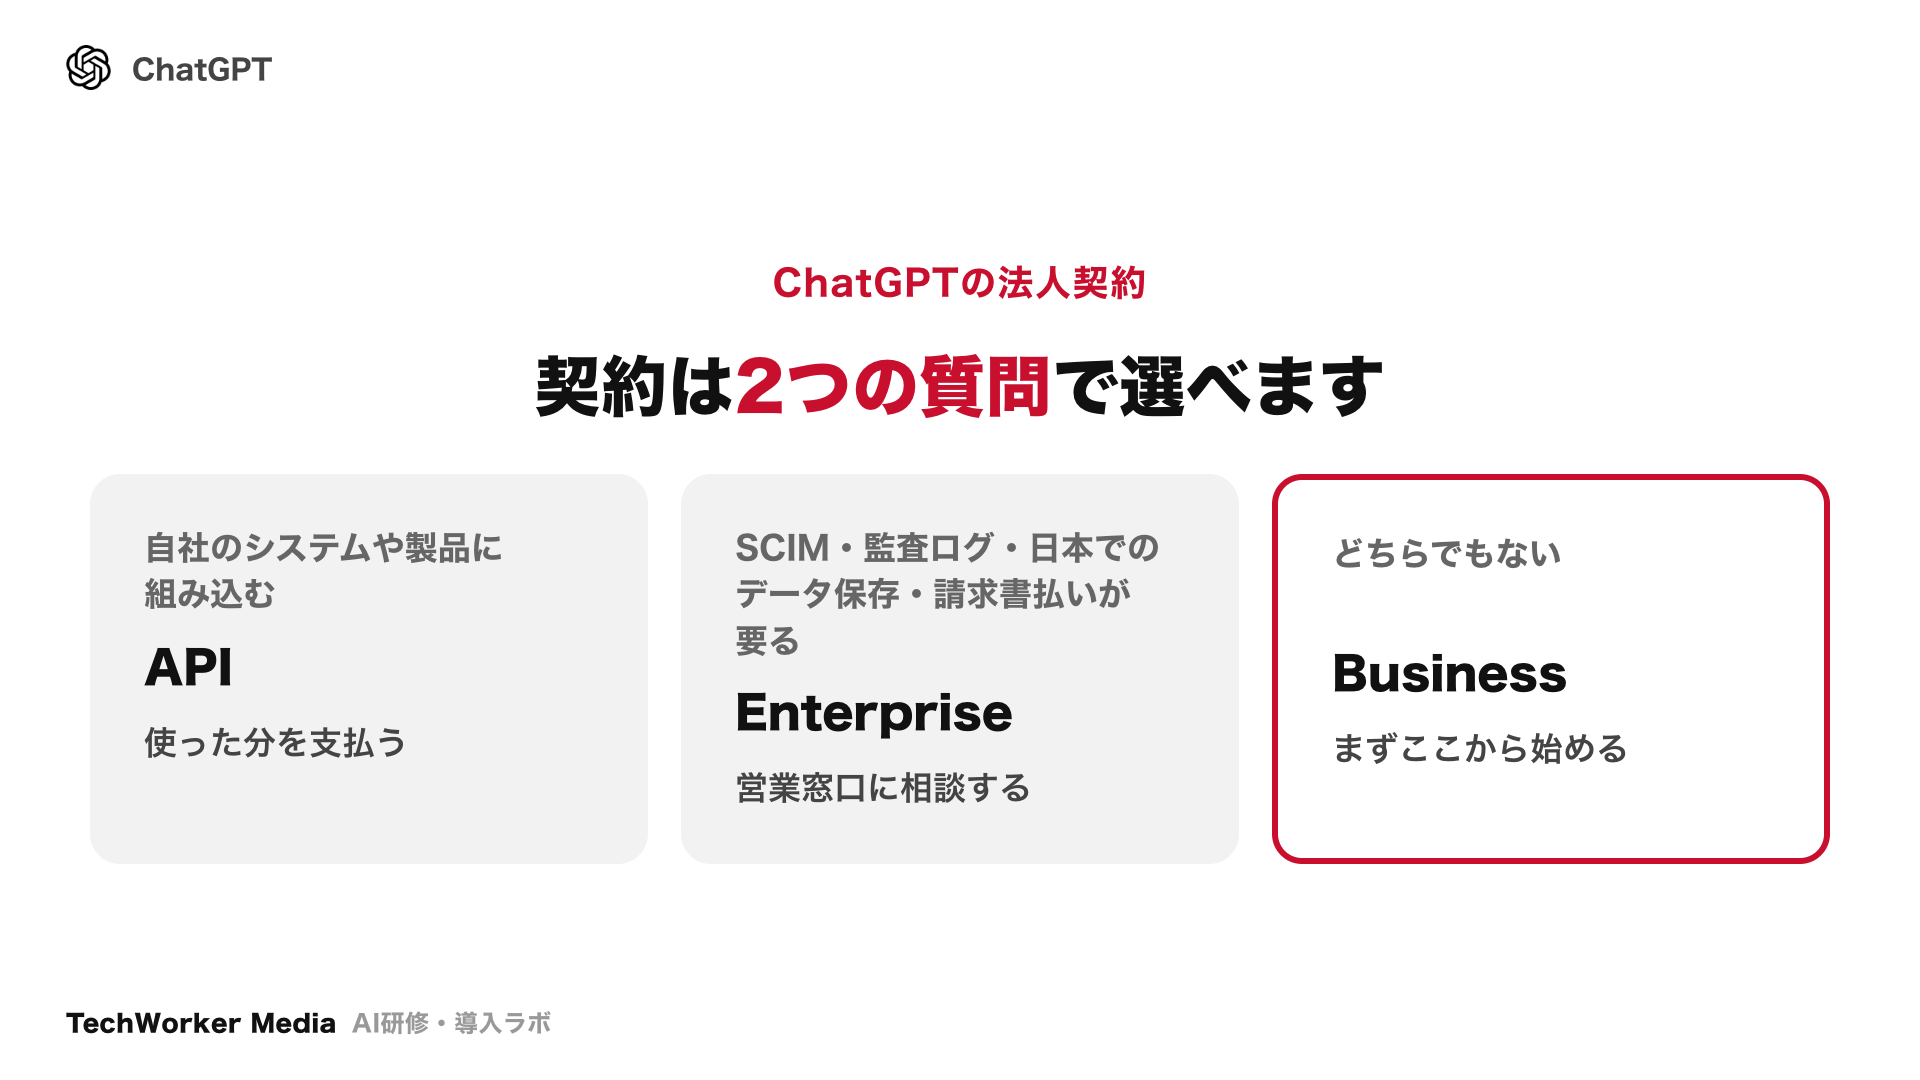 ChatGPT
ChatGPTの法人契約
契約は2つの質問で選べます
自社のシステムや製品に
組み込む
API
使った分を支払う
SCIM・監査ログ・日本での
データ保存・請求書払いが
要る
Enterprise
営業窓口に相談する
どちらでもない
Business
まずここから始める
TechWorker Media AI研修・導入ラボ